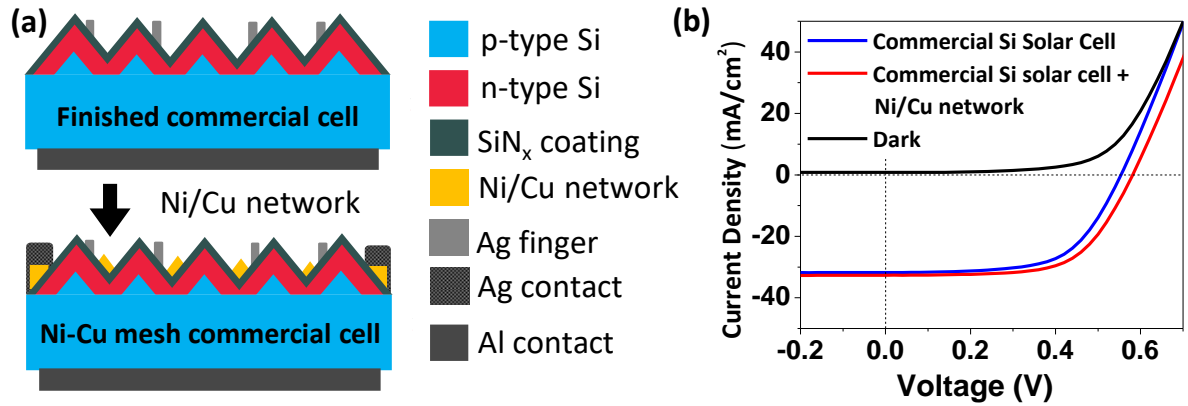 (a)
Finished commercial cell
Ni/Cu network
Ni-Cu mesh commercial cell
p-type Si
n-type Si
SiNx coating
Ni/Cu network
Ag finger
Ag contact
Al contact
(b)
Current Density (mA/cm²)
40
20
0
-20
-40
Commercial Si Solar Cell
Commercial Si solar cell +
Ni/Cu network
Dark
-0.2
0.0
0.2
0.4
0.6
Voltage (V)